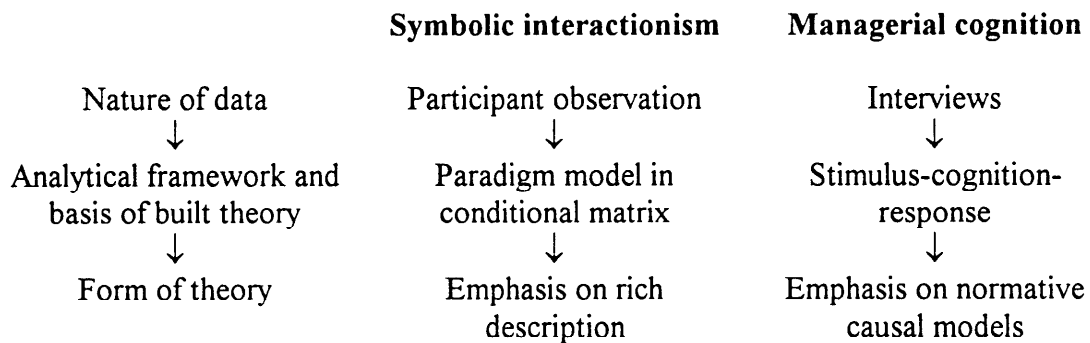 Symbolic interactionism Managerial cognition
Nature of data Participant observation Interviews
↓ ↓ ↓
Analytical framework and Paradigm model in Stimulus-cognition-
basis of built theory conditional matrix response
↓ ↓ ↓
Form of theory Emphasis on rich Emphasis on normative
description causal models